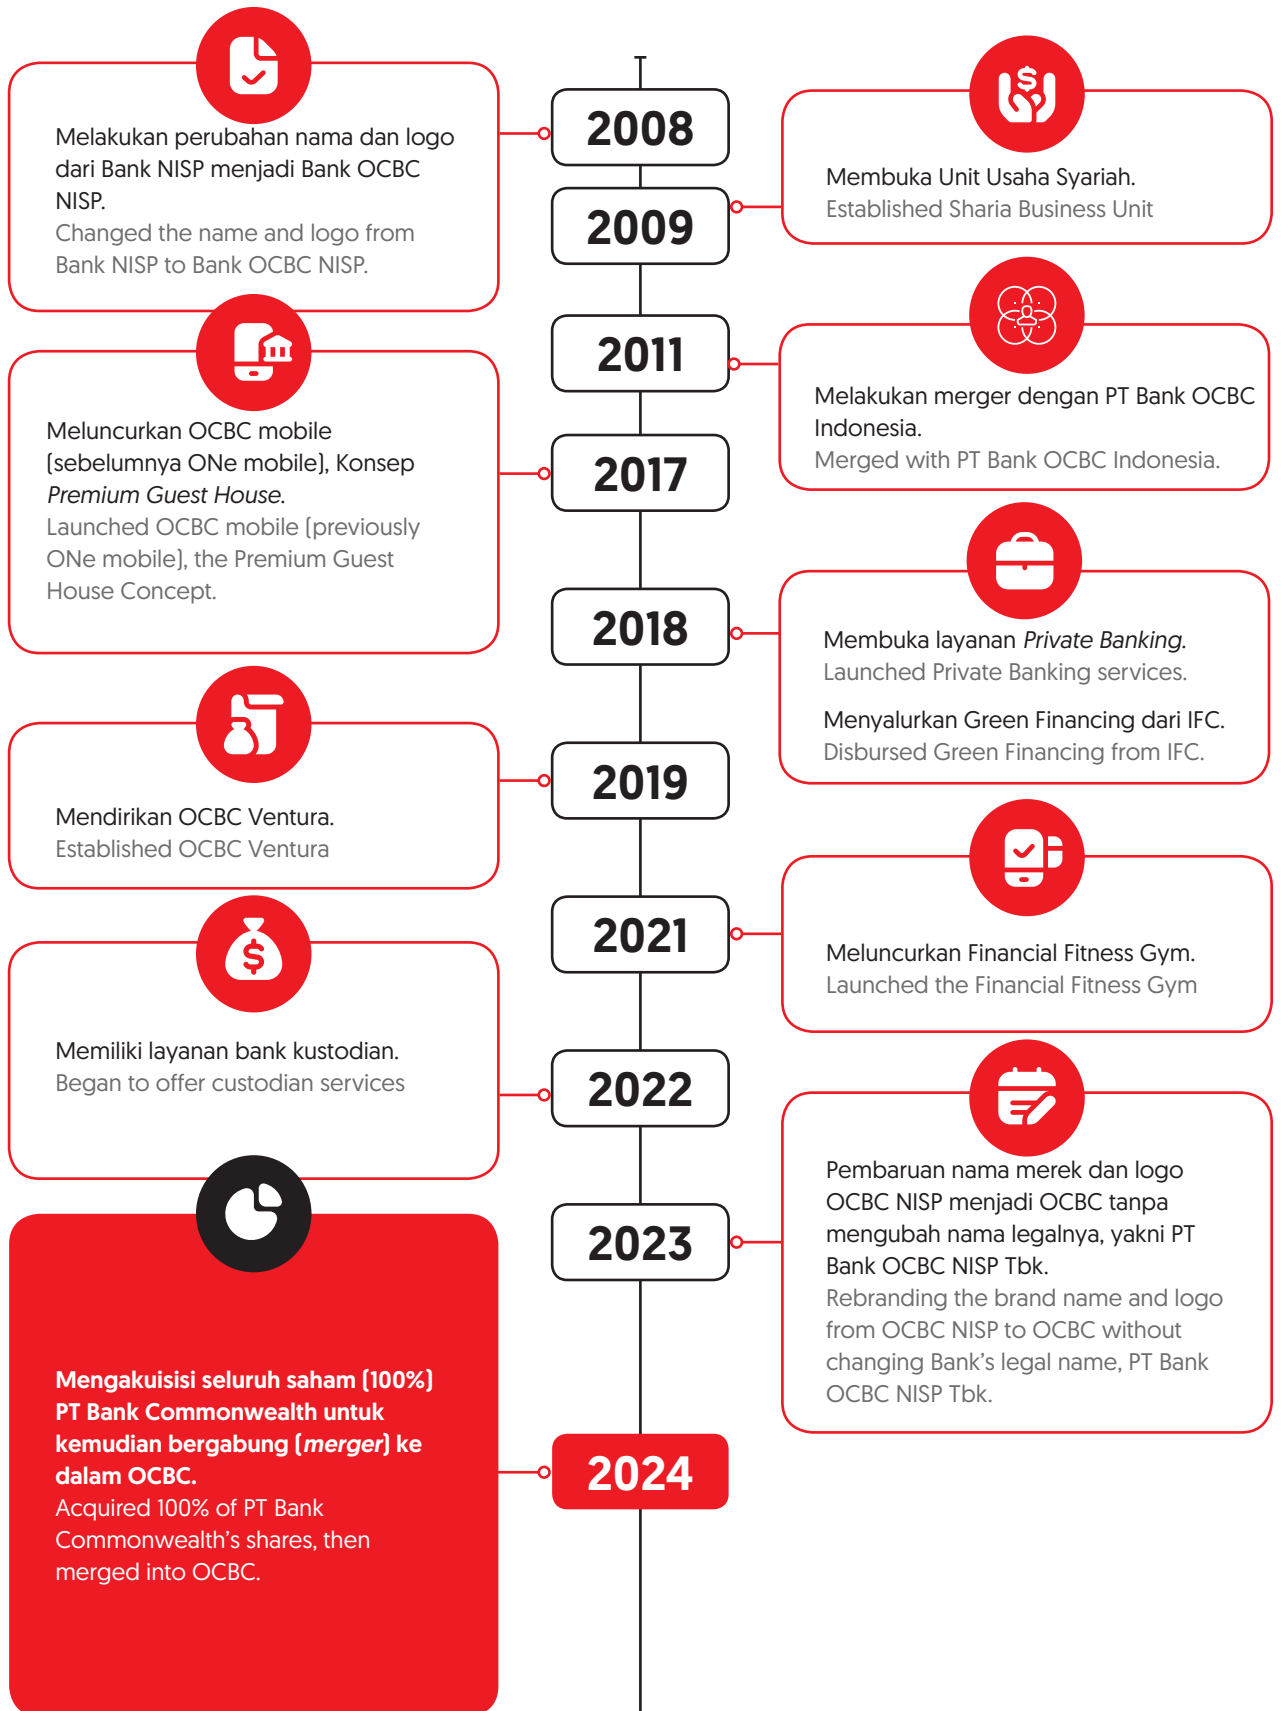 2008
Melakukan perubahan nama dan logo
dari Bank NISP menjadi Bank OCBC
NISP.
Changed the name and logo from
Bank NISP to Bank OCBC NISP.
2009
Membuka Unit Usaha Syariah.
Established Sharia Business Unit
2011
Melakukan merger dengan PT Bank OCBC
Indonesia.
Merged with PT Bank OCBC Indonesia.
2017
Meluncurkan OCBC mobile
(sebelumnya ONe mobile), Konsep
Premium Guest House.
Launched OCBC mobile (previously
ONe mobile), the Premium Guest
House Concept.
2018
Membuka layanan Private Banking.
Launched Private Banking services.
Menyalurkan Green Financing dari IFC.
Disbursed Green Financing from IFC.
2019
Mendirikan OCBC Ventura.
Established OCBC Ventura
2021
Meluncurkan Financial Fitness Gym.
Launched the Financial Fitness Gym
2022
Memiliki layanan bank kustodian.
Began to offer custodian services
2023
Pembaruan nama merek dan logo
OCBC NISP menjadi OCBC tanpa
mengubah nama legalnya, yakni PT
Bank OCBC NISP Tbk.
Rebranding the brand name and logo
from OCBC NISP to OCBC without
changing Bank's legal name, PT Bank
OCBC NISP Tbk.
2024
Mengakuisisi seluruh saham (100%)
PT Bank Commonwealth untuk
kemudian bergabung (merger) ke
dalam OCBC.
Acquired 100% of PT Bank
Commonwealth's shares, then
merged into OCBC.